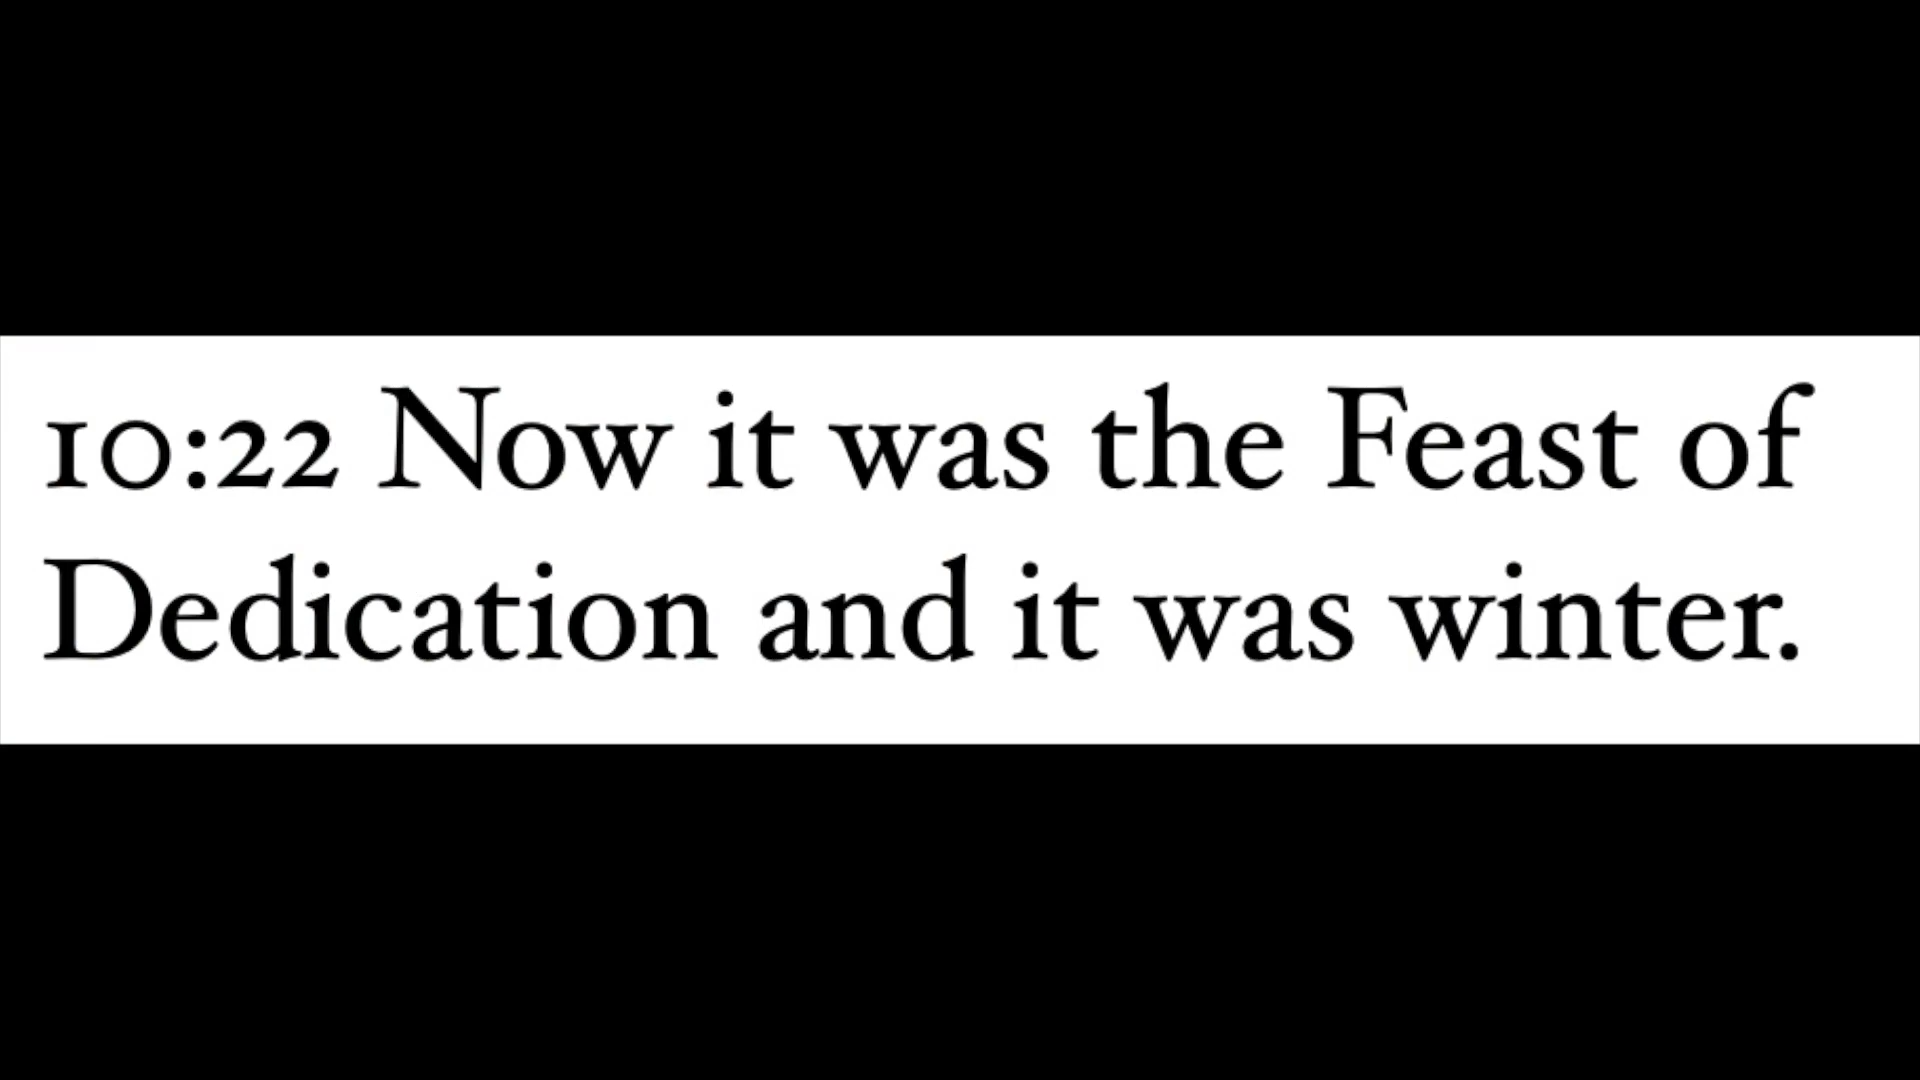 10:22 Now it was the Feast of
Dedication and it was winter.